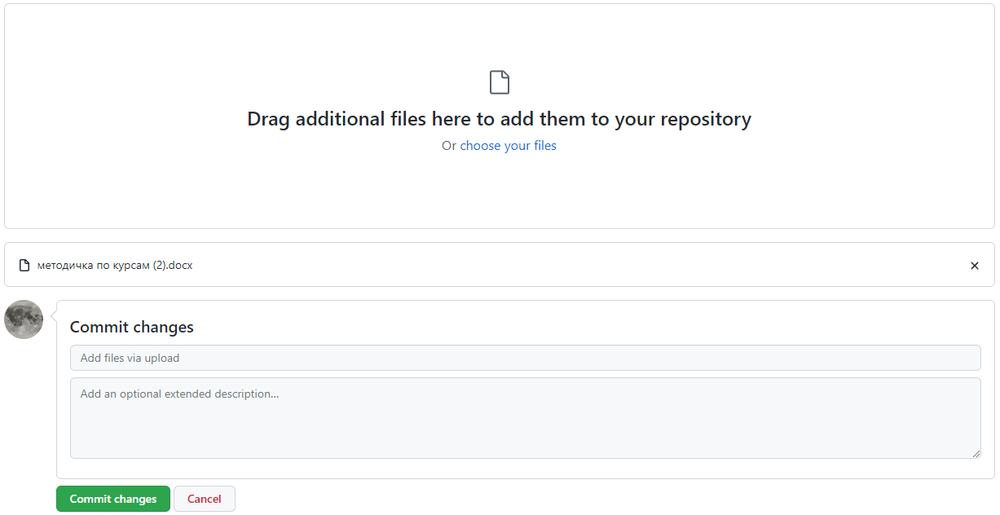 Drag additional files here to add them to your repository
Or choose your files
методичка по курсам (2).docx
Commit changes
Add files via upload
Add an optional extended description...
Commit changes Cancel